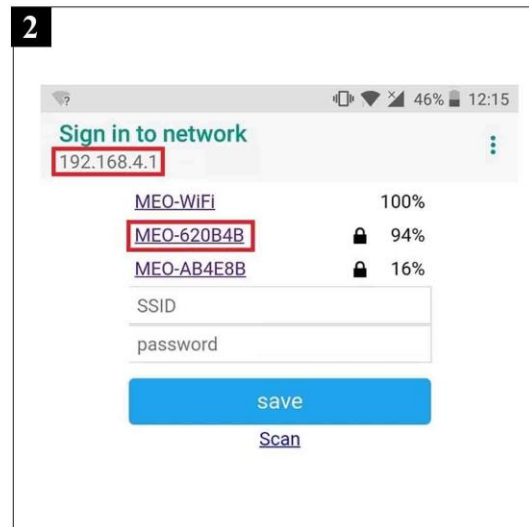 2
? 46% 12:15
Sign in to network
192.168.4.1
MEO-WiFi 100%
MEO-620B4B 94%
MEO-AB4E8B 16%
SSID
password
save
Scan